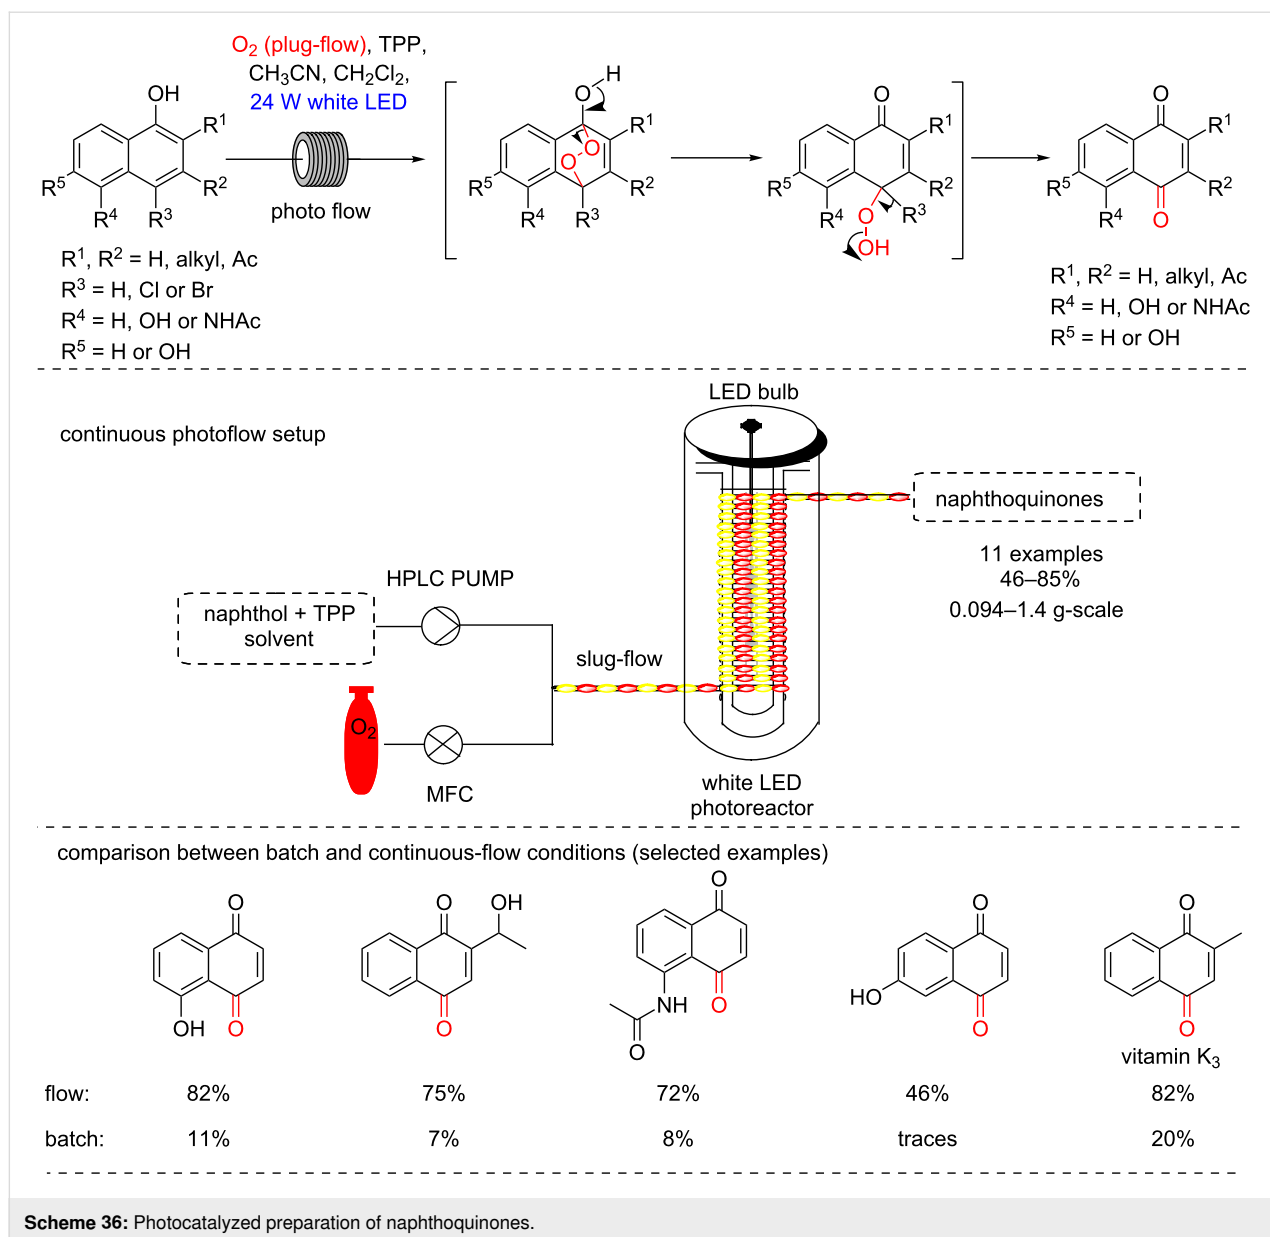 O2 (plug-flow), TPP,
CH3CN, CH2Cl2,
24 W white LED
photo flow
OH
R1
R2
R3
R4
R5
O
H
R1
O
O
R2
R3
R4
R5
O
R1
R2
R3
R4
R5
O
OH
O
R1
R2
R4
R5
O
R1, R2 = H, alkyl, Ac
R3 = H, Cl or Br
R4 = H, OH or NHAc
R5 = H or OH
R1, R2 = H, alkyl, Ac
R4 = H, OH or NHAc
R5 = H or OH
LED bulb
continuous photoflow setup
naphthoquinones
11 examples
46–85%
0.094–1.4 g-scale
HPLC PUMP
naphthol + TPP
solvent
slug-flow
O2
MFC
white LED
photoreactor
comparison between batch and continuous-flow conditions (selected examples)
O
OH
O
O
OH
O
O
NH
O
O
O
HO
O
O
O
vitamin K3
flow: 82% 75% 72% 46% 82%
batch: 11% 7% 8% traces 20%
Scheme 36: Photocatalyzed preparation of naphthoquinones.